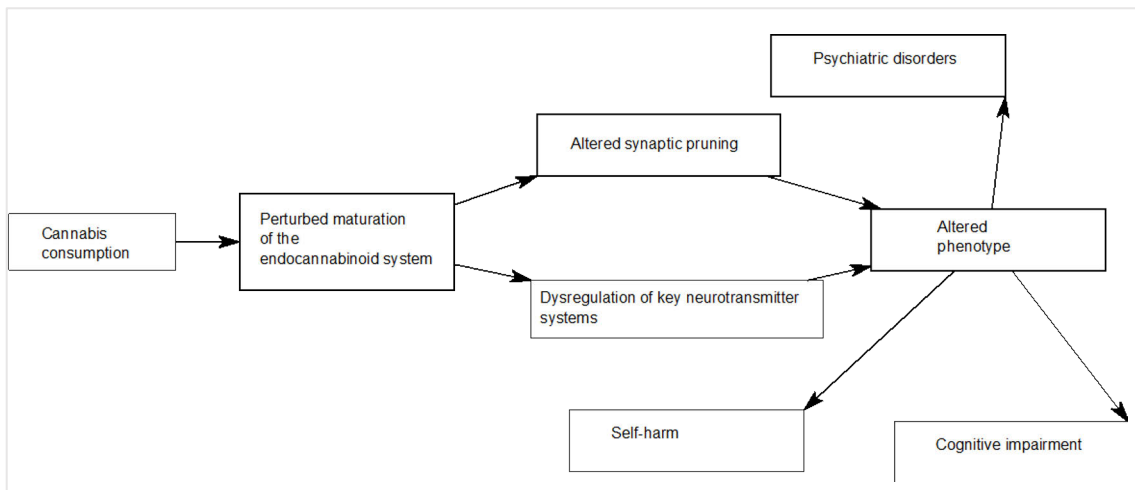 Psychiatric disorders
Altered synaptic pruning
Cannabis
consumption
Perturbed maturation
of the
endocannabinoid system
Altered
phenotype
Dysregulation of key neurotransmitter
systems
Self-harm
Cognitive impairment